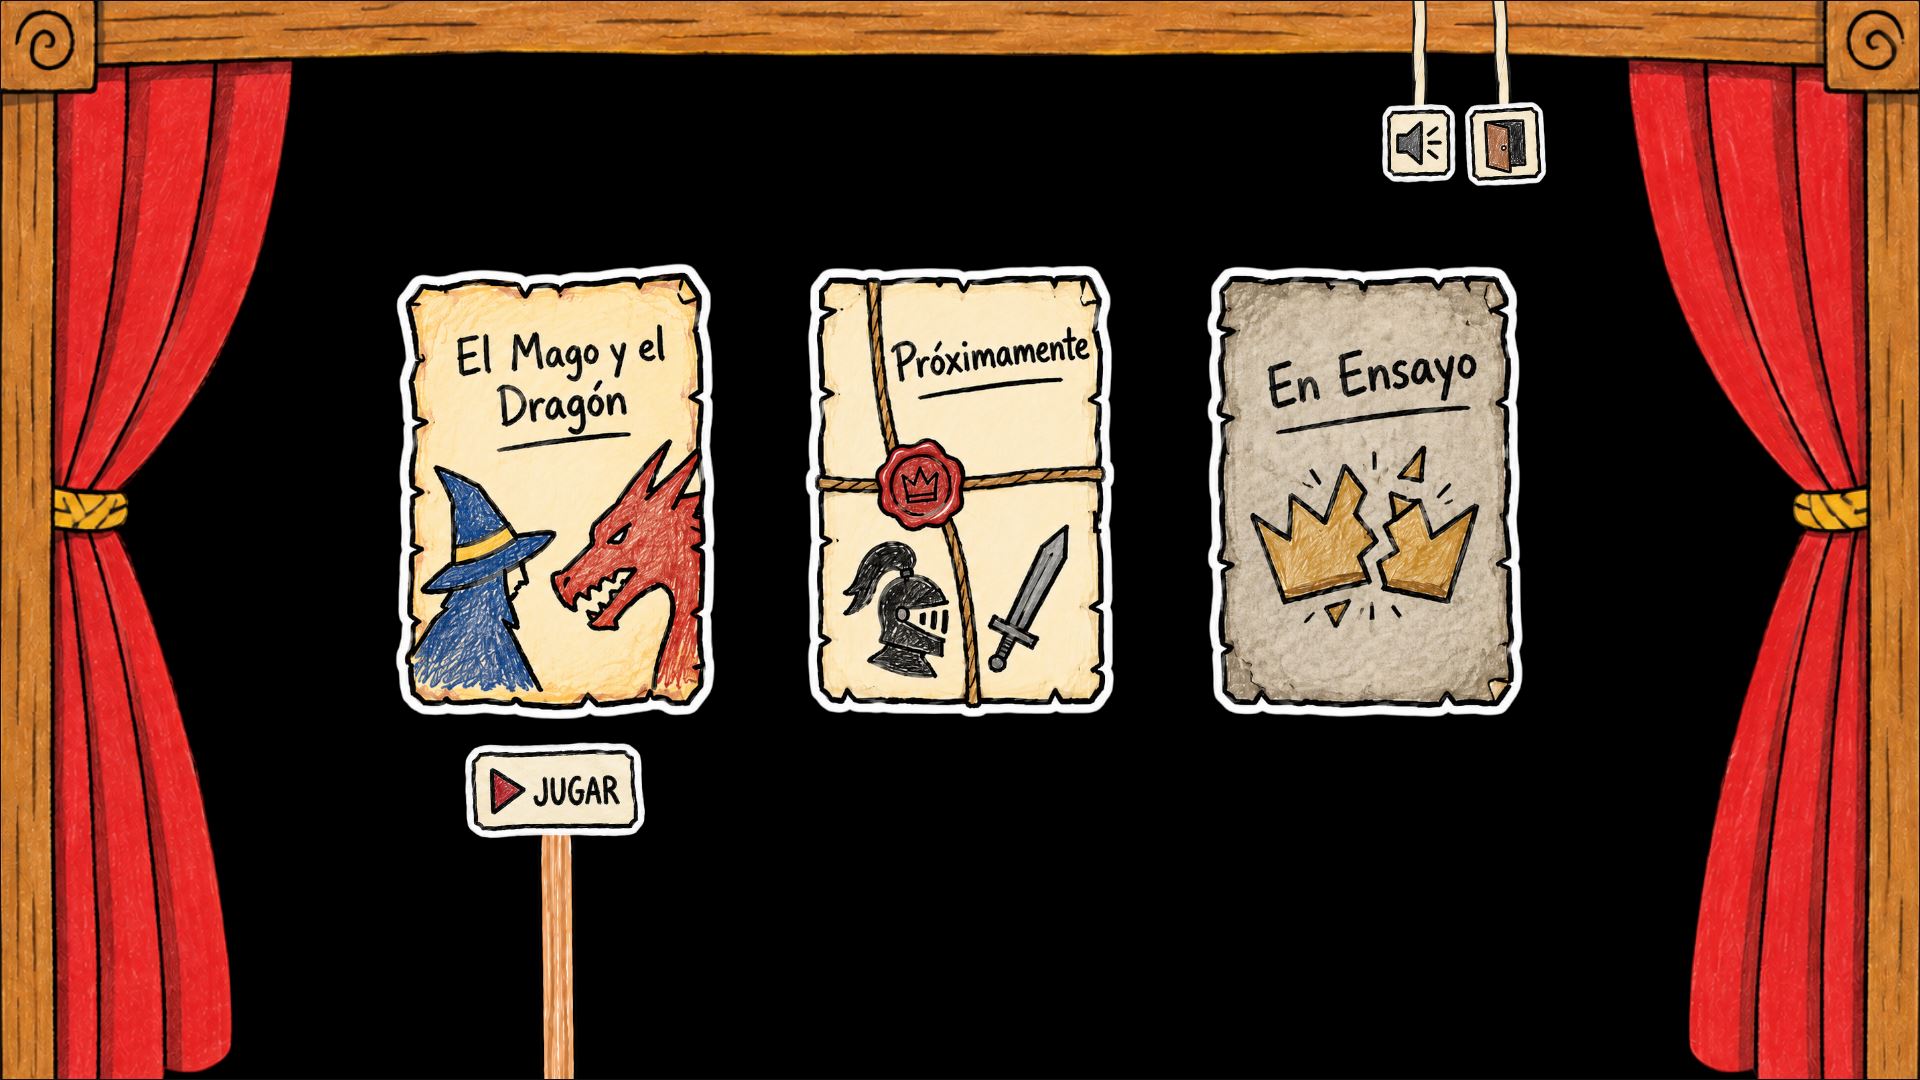 El Mago y el
Dragón
Próximamente
En Ensayo
JUGAR